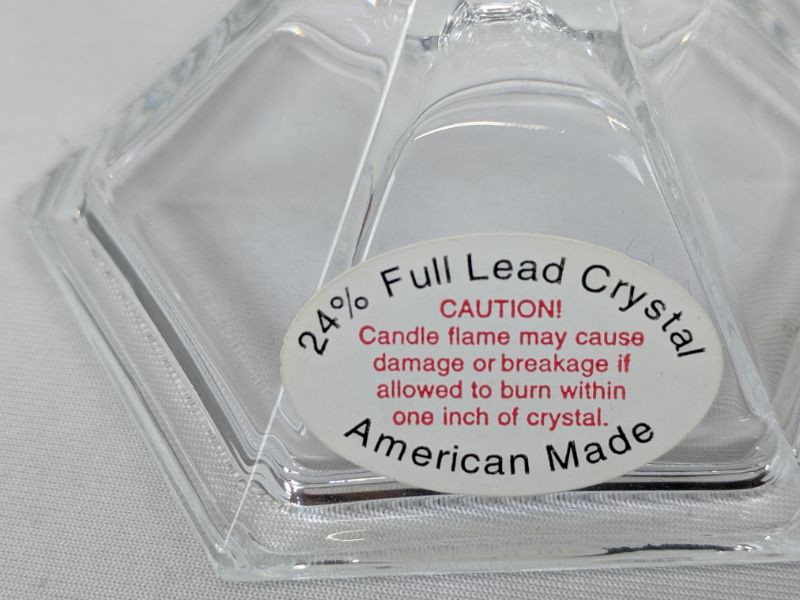 24% Full Lead Crystal
CAUTION!
Candle flame may cause
damage or breakage if
allowed to burn within
one inch of crystal.
American Made